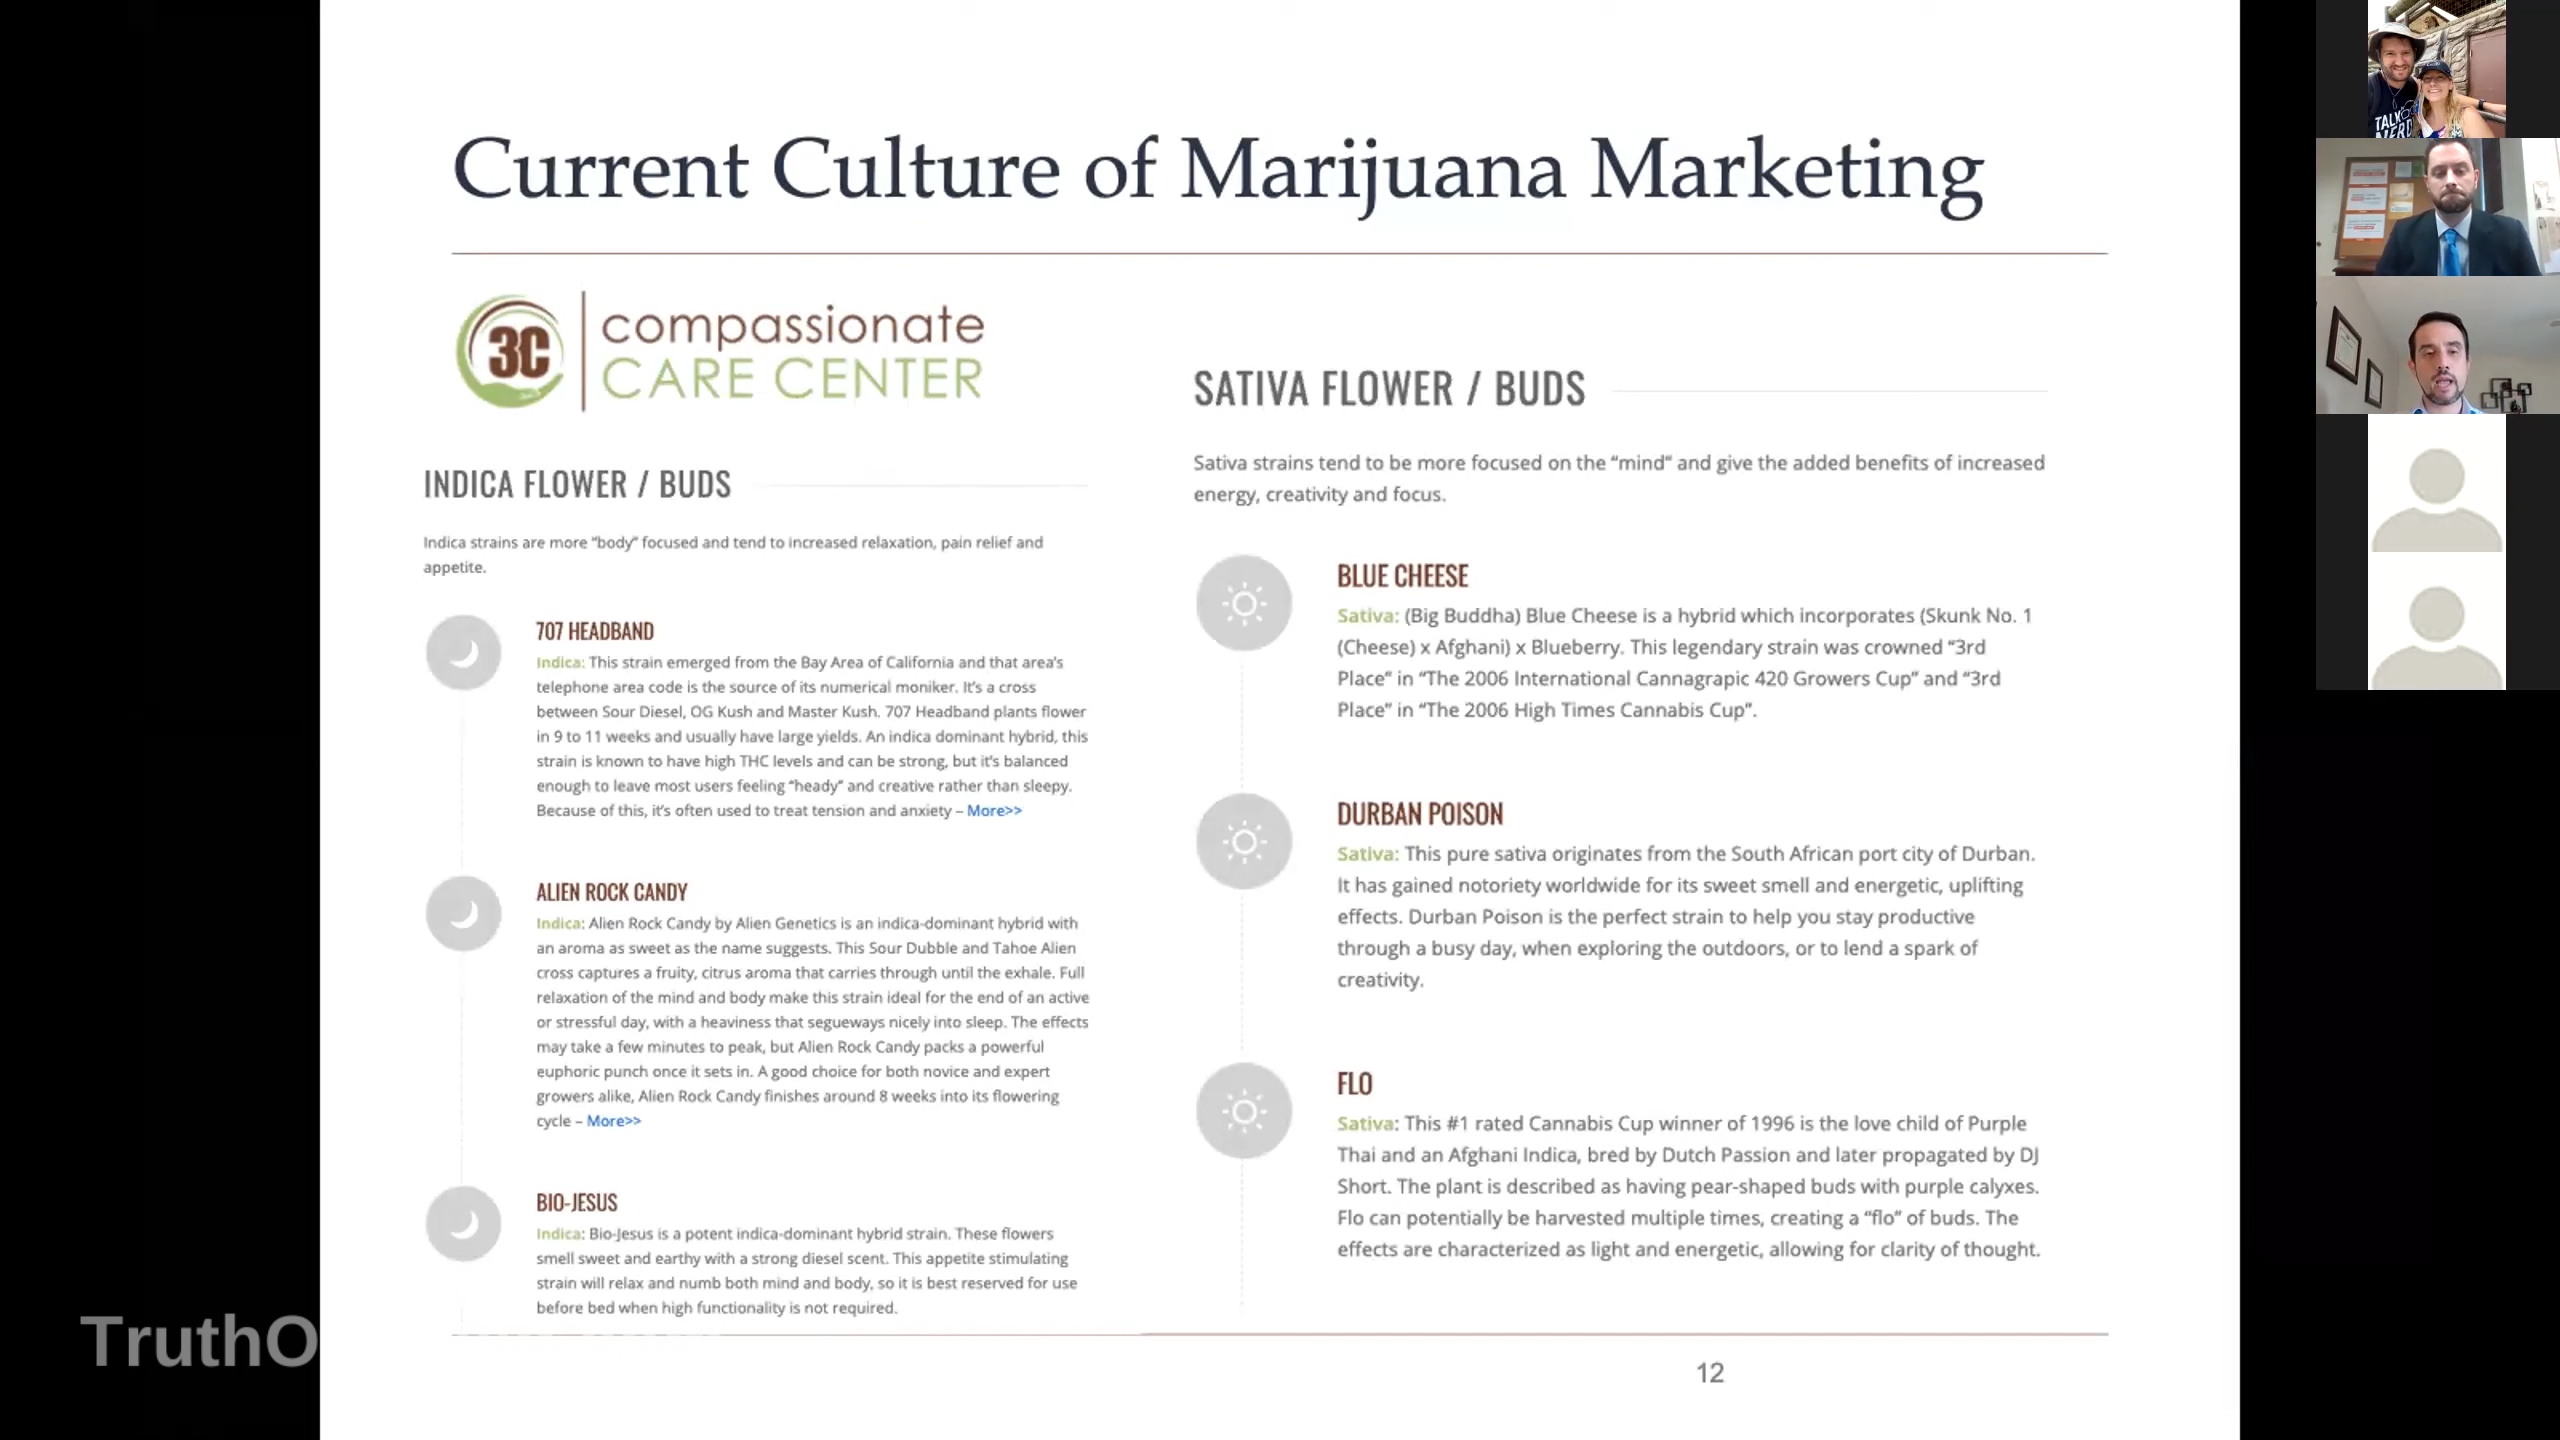 Current Culture of Marijuana Marketing
3C
compassionate
CARE CENTER
INDICA FLOWER / BUDS
Indica strains are more "body" focused and tend to increased relaxation, pain relief and
appetite.
707 HEADBAND
Indica: This strain emerged from the Bay Area of California and that area's
telephone area code is the source of its numerical moniker. It's a cross
between Sour Diesel, OG Kush and Master Kush. 707 Headband plants flower
in 9 to 11 weeks and usually have large yields. An indica dominant hybrid, this
strain is known to have high THC levels and can be strong, but it's balanced
enough to leave most users feeling "heady" and creative rather than sleepy.
Because of this, it's often used to treat tension and anxiety – More>>
ALIEN ROCK CANDY
Indica: Alien Rock Candy by Alien Genetics is an indica-dominant hybrid with
an aroma as sweet as the name suggests. This Sour Dubble and Tahoe Alien
cross captures a fruity, citrus aroma that carries through until the exhale. Full
relaxation of the mind and body make this strain ideal for the end of an active
or stressful day, with a heaviness that segueways nicely into sleep. The effects
may take a few minutes to peak, but Alien Rock Candy packs a powerful
euphoric punch once it sets in. A good choice for both novice and expert
growers alike, Alien Rock Candy finishes around 8 weeks into its flowering
cycle – More>>
BIO-JESUS
Indica: Bio-Jesus is a potent indica-dominant hybrid strain. These flowers
smell sweet and earthy with a strong diesel scent. This appetite stimulating
strain will relax and numb both mind and body, so it is best reserved for use
before bed when high functionality is not required.
SATIVA FLOWER / BUDS
Sativa strains tend to be more focused on the "mind" and give the added benefits of increased
energy, creativity and focus.
BLUE CHEESE
Sativa: (Big Buddha) Blue Cheese is a hybrid which incorporates (Skunk No. 1
(Cheese) x Afghani) x Blueberry. This legendary strain was crowned "3rd
Place" in "The 2006 International Cannagrapic 420 Growers Cup" and "3rd
Place" in "The 2006 High Times Cannabis Cup".
DURBAN POISON
Sativa: This pure sativa originates from the South African port city of Durban.
It has gained notoriety worldwide for its sweet smell and energetic, uplifting
effects. Durban Poison is the perfect strain to help you stay productive
through a busy day, when exploring the outdoors, or to lend a spark of
creativity.
FLO
Sativa: This #1 rated Cannabis Cup winner of 1996 is the love child of Purple
Thai and an Afghani Indica, bred by Dutch Passion and later propagated by DJ
Short. The plant is described as having pear-shaped buds with purple calyxes.
Flo can potentially be harvested multiple times, creating a "flo" of buds. The
effects are characterized as light and energetic, allowing for clarity of thought.
12
TruthO
TALK
NERD